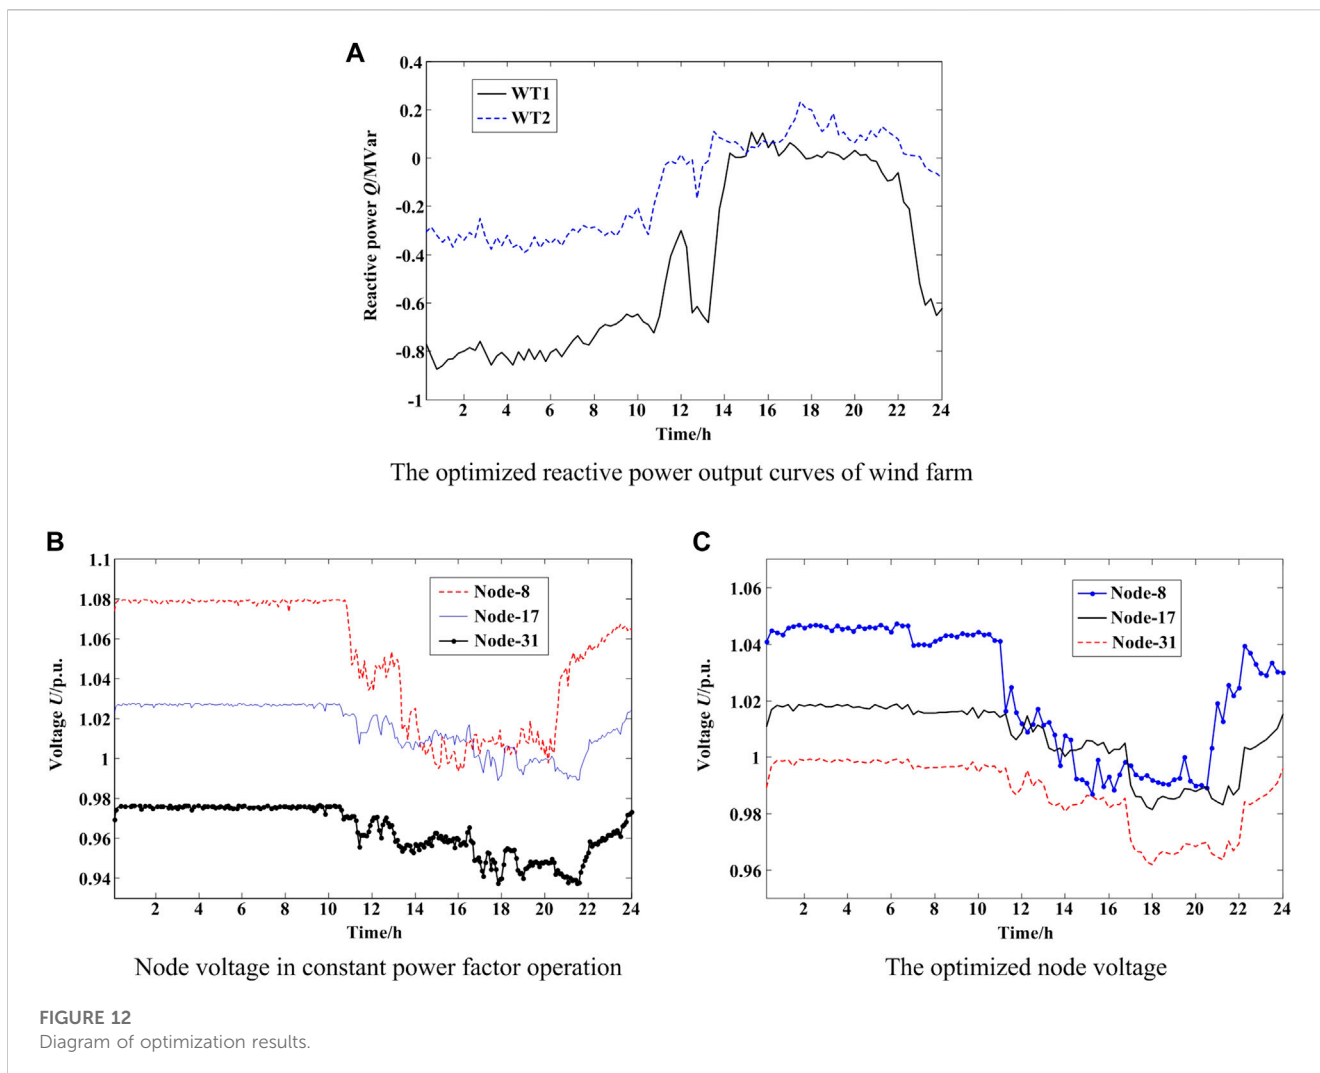 A
0.4
0.2
0
-0.2
-0.4
-0.6
-0.8
-1
Reactive power Q/MVar
WT1
WT2
2 4 6 8 10 12 14 16 18 20 22 24
Time/h
The optimized reactive power output curves of wind farm
B
1.1
1.08
1.06
1.04
1.02
1
0.98
0.96
0.94
0.93
Voltage U/p.u.
Node-8
Node-17
Node-31
2 4 6 8 10 12 14 16 18 20 22 24
Time/h
Node voltage in constant power factor operation
C
1.06
1.04
1.02
1
0.98
0.96
Voltage U/p.u.
Node-8
Node-17
Node-31
2 4 6 8 10 12 14 16 18 20 22 24
Time/h
The optimized node voltage
FIGURE 12
Diagram of optimization results.